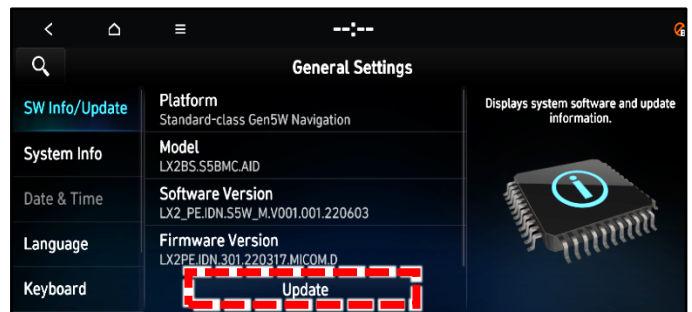 --:--
General Settings
SW Info/Update
Platform
Standard-class Gen5W Navigation
Displays system software and update
information.
System Info
Model
LX2BS.S5BMC.AID
Date & Time
Software Version
LX2_PE.IDN.S5W_M.V001.001.220603
Language
Firmware Version
LX2PE.IDN.301.220317.MICOM.D
Keyboard
Update